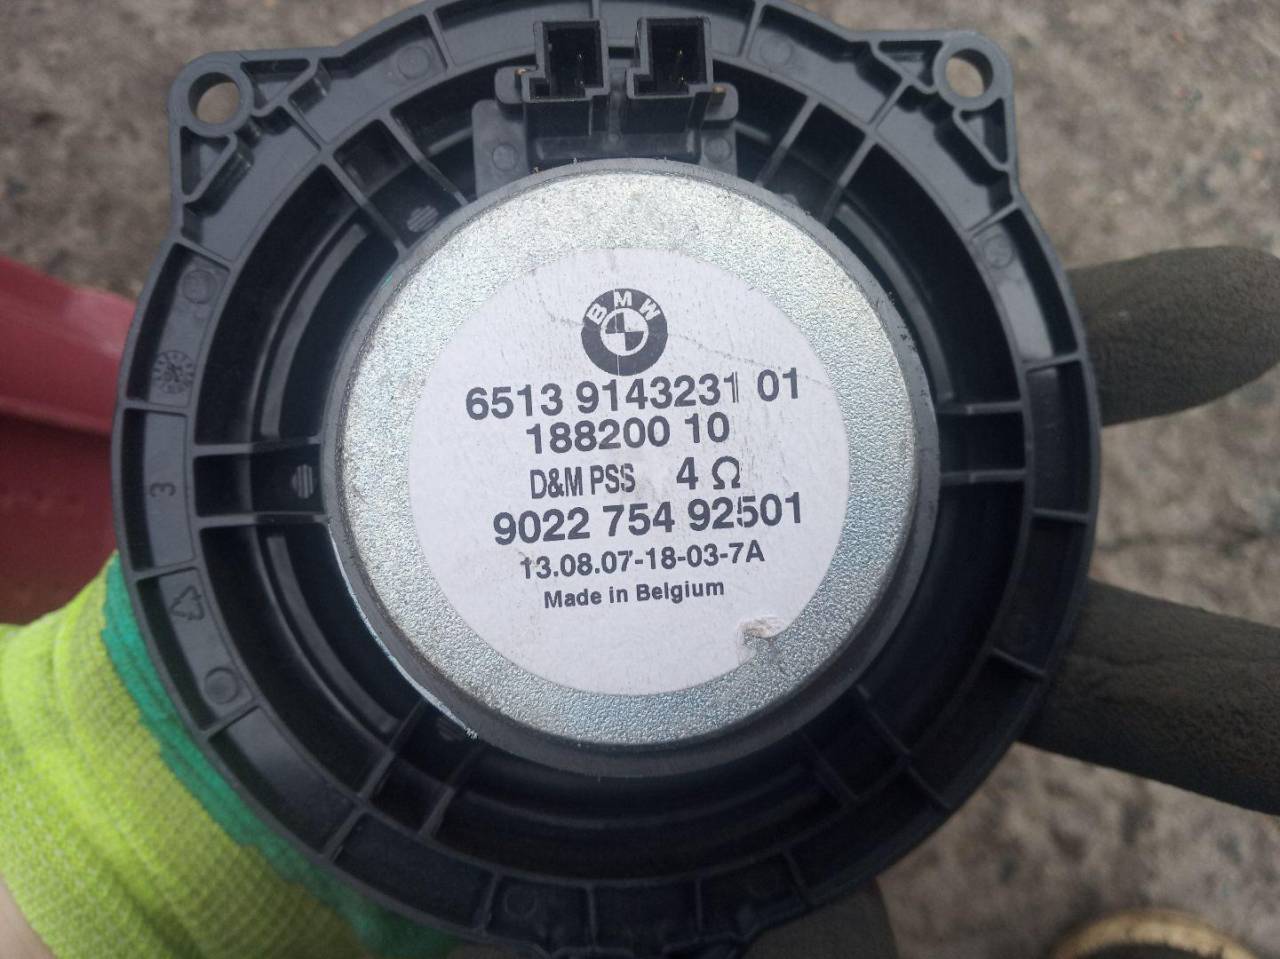 BMW
6513 9143231 01
188200 10
D&M PSS 4 Ω
9022 754 92501
13.08.07-18-03-7A
Made in Belgium
3